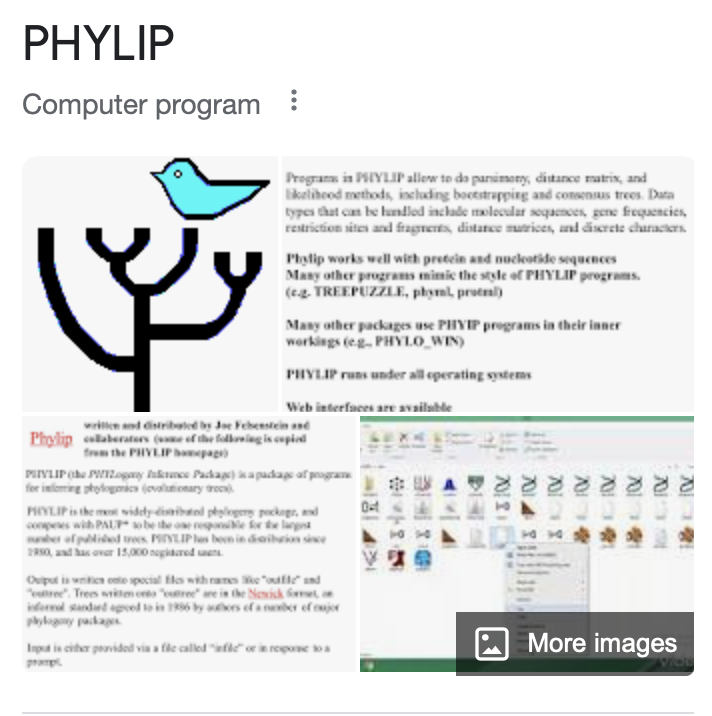 PHYLIP
Computer program
Programs in PHYLIP allow to do parsimony, distance matrix, and
likelihood methods, including bootstrapping and consensus trees. Data
types that can be handled include molecular sequences, gene frequencies,
restriction sites and fragments, distance matrices, and discrete characters.
Phylip works well with protein and nucleotide sequences
Many other programs mimic the style of PHYLIP programs.
(e.g. TREEPUZZLE, phyml, protml)
Many other packages use PHYIP programs in their inner
workings (e.g., PHYLO_WIN)
PHYLIP runs under all operating systems
Web interfaces are available
Phylip
written and distributed by Joe Felsenstein and
collaborators (some of the following is copied
from the PHYLIP homepage)
PHYLIP (the PHYLogeny Inference Package) is a package of programs
for inferring phylogenies (evolutionary trees).
PHYLIP is the most widely-distributed phylogeny package, and
competes with PAUP* to be the one responsible for the largest
number of published trees. PHYLIP has been in distribution since
1980, and has over 15,000 registered users.
Output is written onto special files with names like "outfile" and
"outtree". Trees written onto "outtree" are in the Newick format, an
informal standard agreed to in 1986 by authors of a number of major
phylogeny packages.
Input is either provided via a file called "infile" or in response to a
prompt.
More images